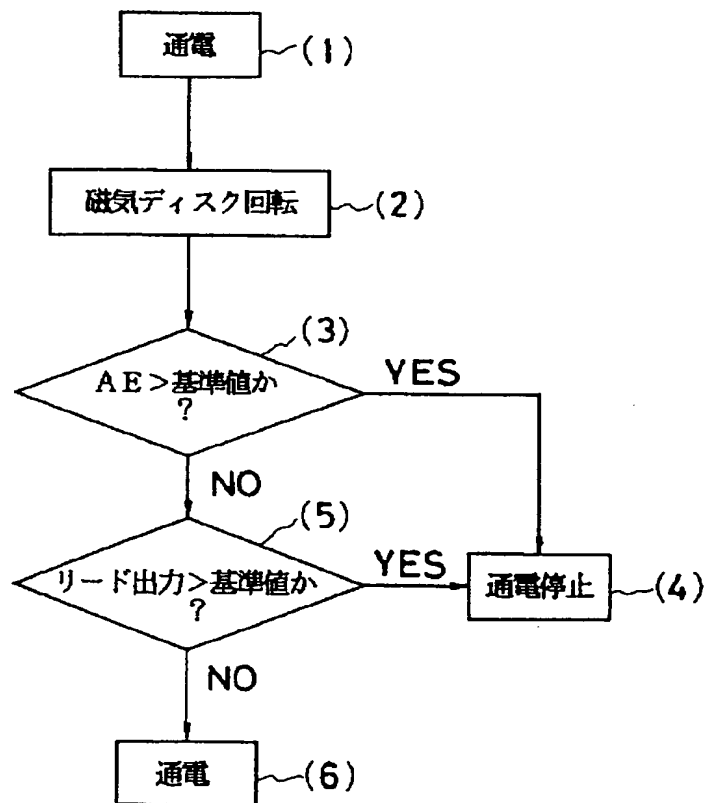 通電
(1)
磁気ディスク回転
(2)
(3)
AE>基準値か
?
YES
NO
(5)
リード出力>基準値か
?
YES
通電停止
(4)
NO
通電
(6)